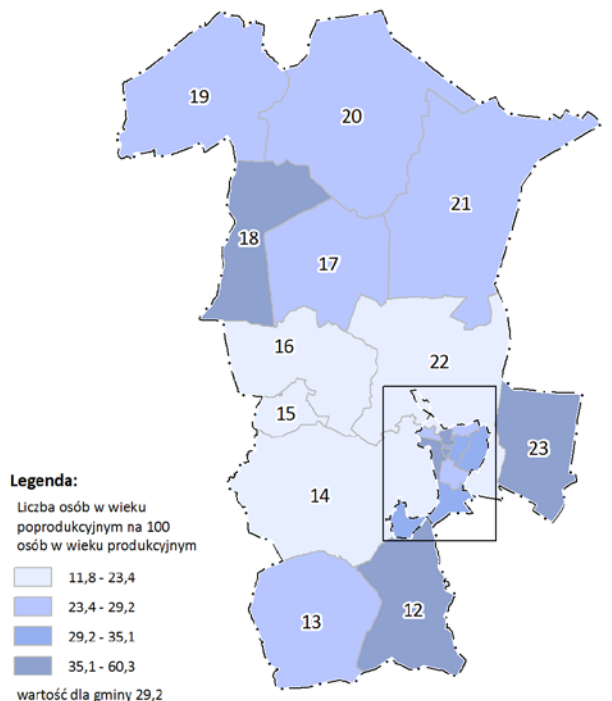 19
20
21
18
17
16
22
15
23
14
13
12
Legenda:
Liczba osób w wieku
poprodukcyjnym na 100
osób w wieku produkcyjnym
11,8 - 23,4
23,4 - 29,2
29,2 - 35,1
35,1 - 60,3
wartość dla gminy 29,2